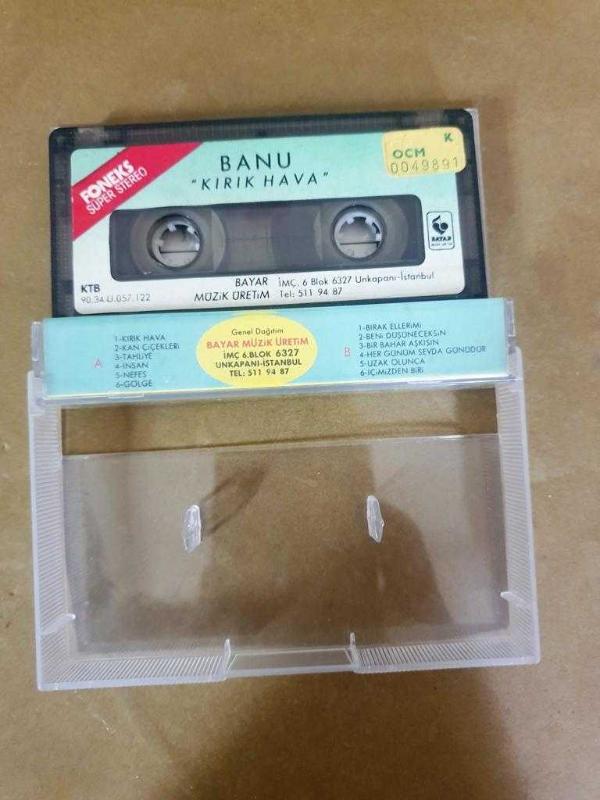 FONEKS
SUPER STEREO
BANU
"KIRIK HAVA"
K
OCM
0049891
BAYAR
KTB
90.34.Ü.057.122
BAYAR
MÜZİK ÜRETİM
İMÇ. 6 Blok 6327 Unkapanı-İstanbul
Tel: 511 94 87
A
1-KIRIK HAVA
2-KAN ÇİÇEKLERİ
3-TAHLİYE
4-İNSAN
5-NEFES
6-GÖLGE
Genel Dağıtım
BAYAR MÜZİK ÜRETİM
İMÇ 6.BLOK 6327
UNKAPANI-İSTANBUL
TEL: 511 94 87
B
1-BIRAK ELLERİMİ
2-BENİ DÜŞÜNECEKSİN
3-BİR BAHAR AŞKISIN
4-HER GÜNÜM SEVDA GÜNÜDÜR
5-UZAK OLUNCA
6-İÇİMİZDEN BİRİ